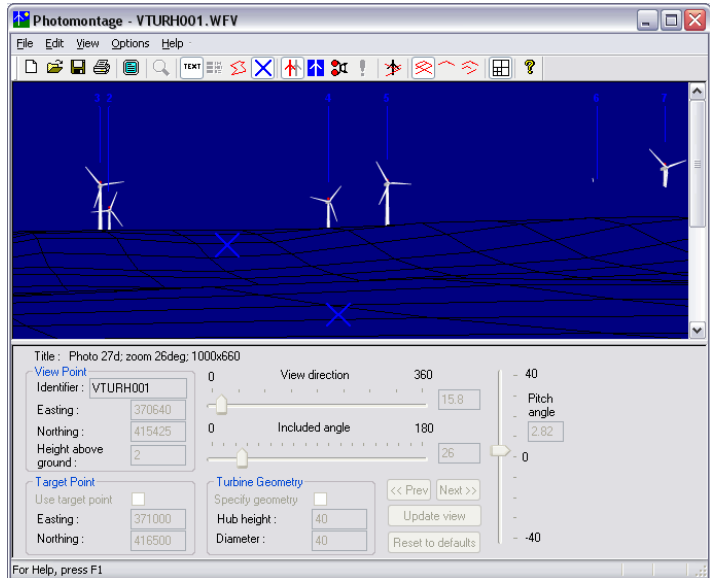 Photomontage - VTURH001.WFV
File Edit View Options Help
TEXT
3 2 4 5 6 7
Title : Photo 27d; zoom 26deg; 1000x660
View Point
Identifier : VTURH001
Easting : 370640
Northing : 415425
Height above ground : 2
0 View direction 360
15.8
0 Included angle 180
26
40
Pitch angle
2.82
0
-40
Target Point
Use target point
Easting : 371000
Northing : 416500
Turbine Geometry
Specify geometry
Hub height : 40
Diameter : 40
<< Prev Next >>
Update view
Reset to defaults
For Help, press F1